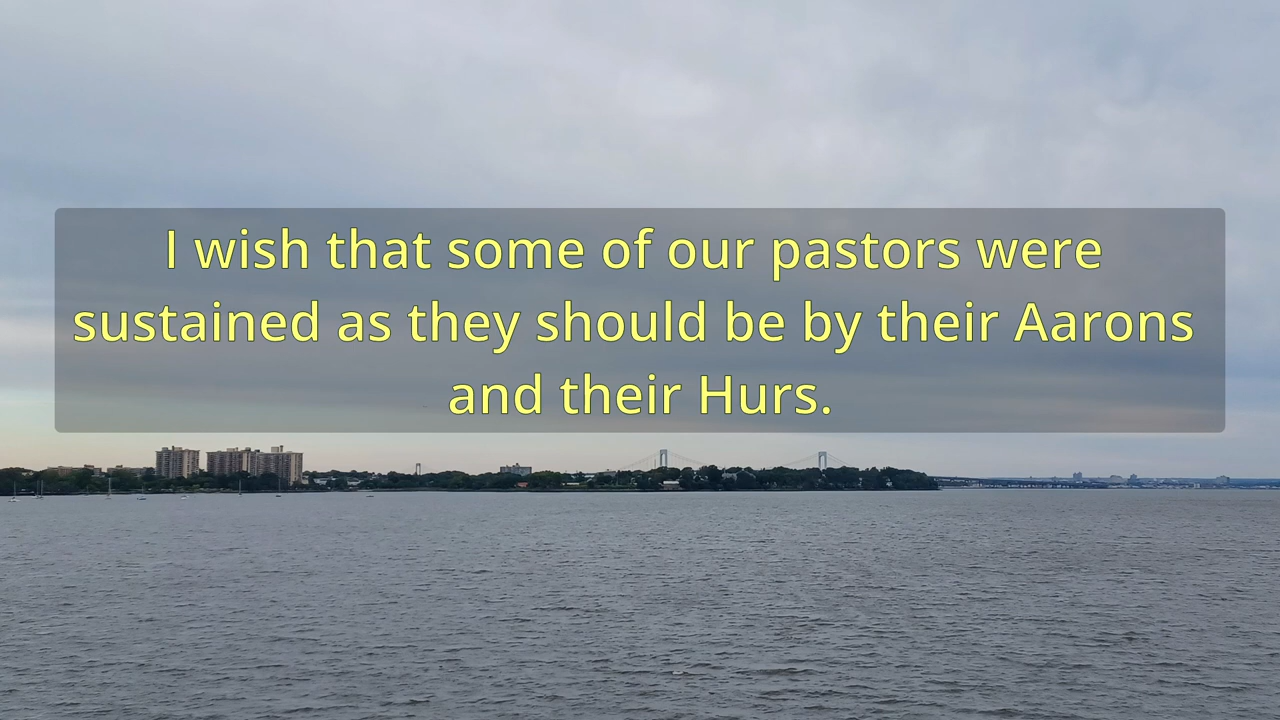 I wish that some of our pastors were
sustained as they should be by their Aarons
and their Hurs.